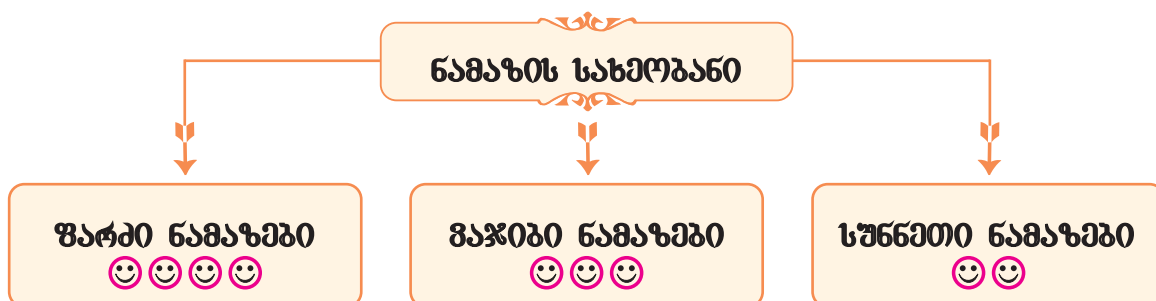 ნამაზის სახეობანი
ფარძი ნამაზები
ვაჯიბი ნამაზები
სუნნეთი ნამაზები